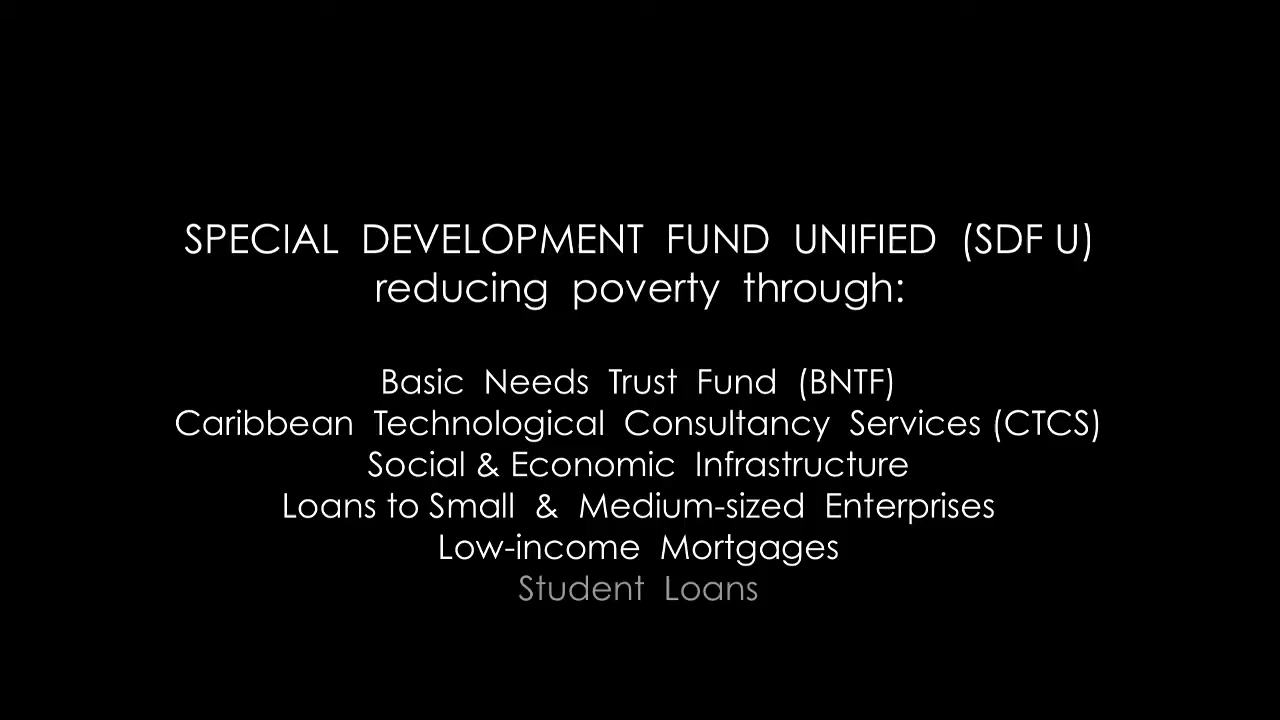 SPECIAL DEVELOPMENT FUND UNIFIED (SDF U)
reducing poverty through:
Basic Needs Trust Fund (BNTF)
Caribbean Technological Consultancy Services (CTCS)
Social & Economic Infrastructure
Loans to Small & Medium-sized Enterprises
Low-income Mortgages
Student Loans